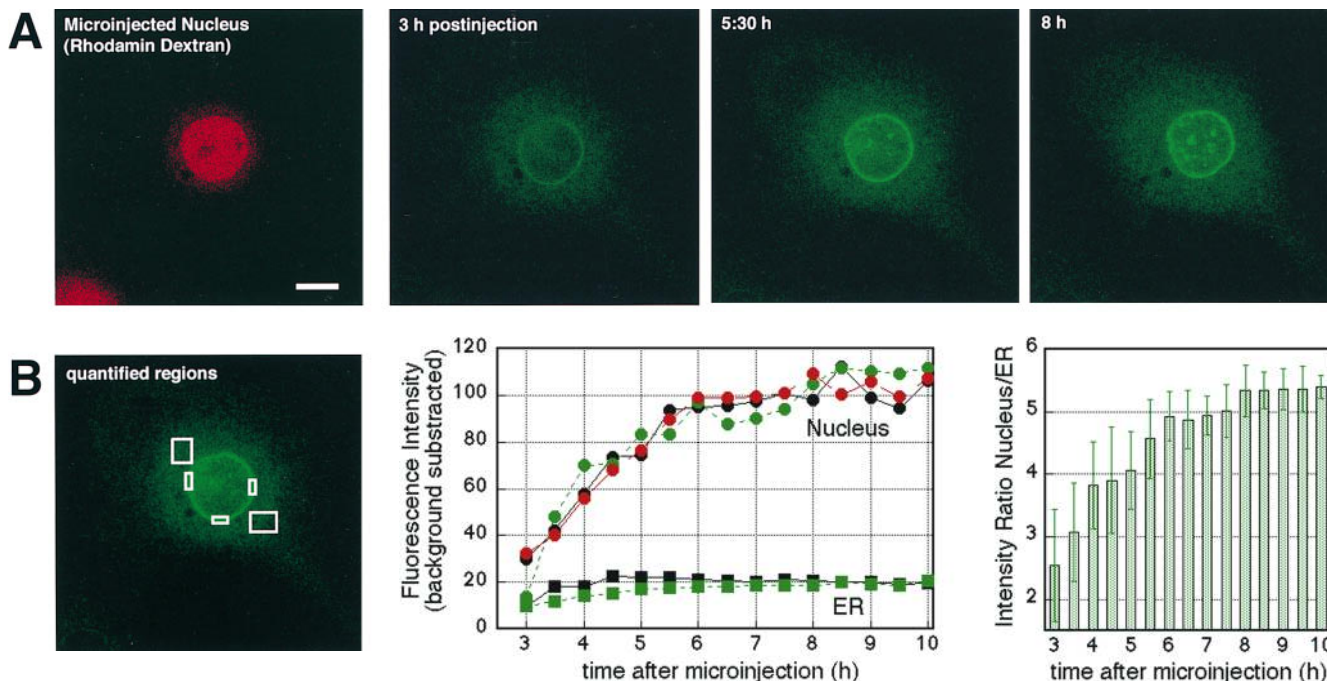 A
Microinjected Nucleus
(Rhodamin Dextran)
3 h postinjection
5:30 h
8 h
B
quantified regions
Fluorescence Intensity
(background substracted)
120
100
80
60
40
20
0
Nucleus
ER
3 4 5 6 7 8 9 10
time after microinjection (h)
Intensity Ratio Nucleus/ER
6
5
4
3
2
3 4 5 6 7 8 9 10
time after microinjection (h)